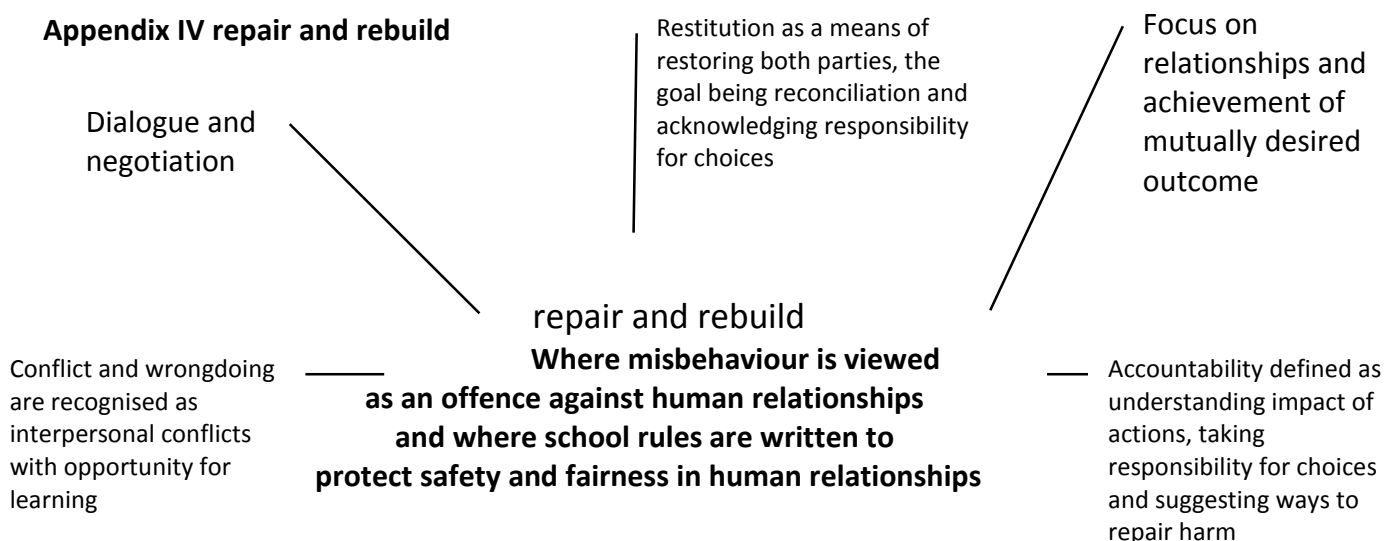 Appendix IV repair and rebuild
Dialogue and
negotiation
Restitution as a means of
restoring both parties, the
goal being reconciliation and
acknowledging responsibility
for choices
Focus on
relationships and
achievement of
mutually desired
outcome
repair and rebuild
Where misbehaviour is viewed
as an offence against human relationships
and where school rules are written to
protect safety and fairness in human relationships
Conflict and wrongdoing
are recognised as
interpersonal conflicts
with opportunity for
learning
Accountability defined as
understanding impact of
actions, taking
responsibility for choices
and suggesting ways to
repair harm